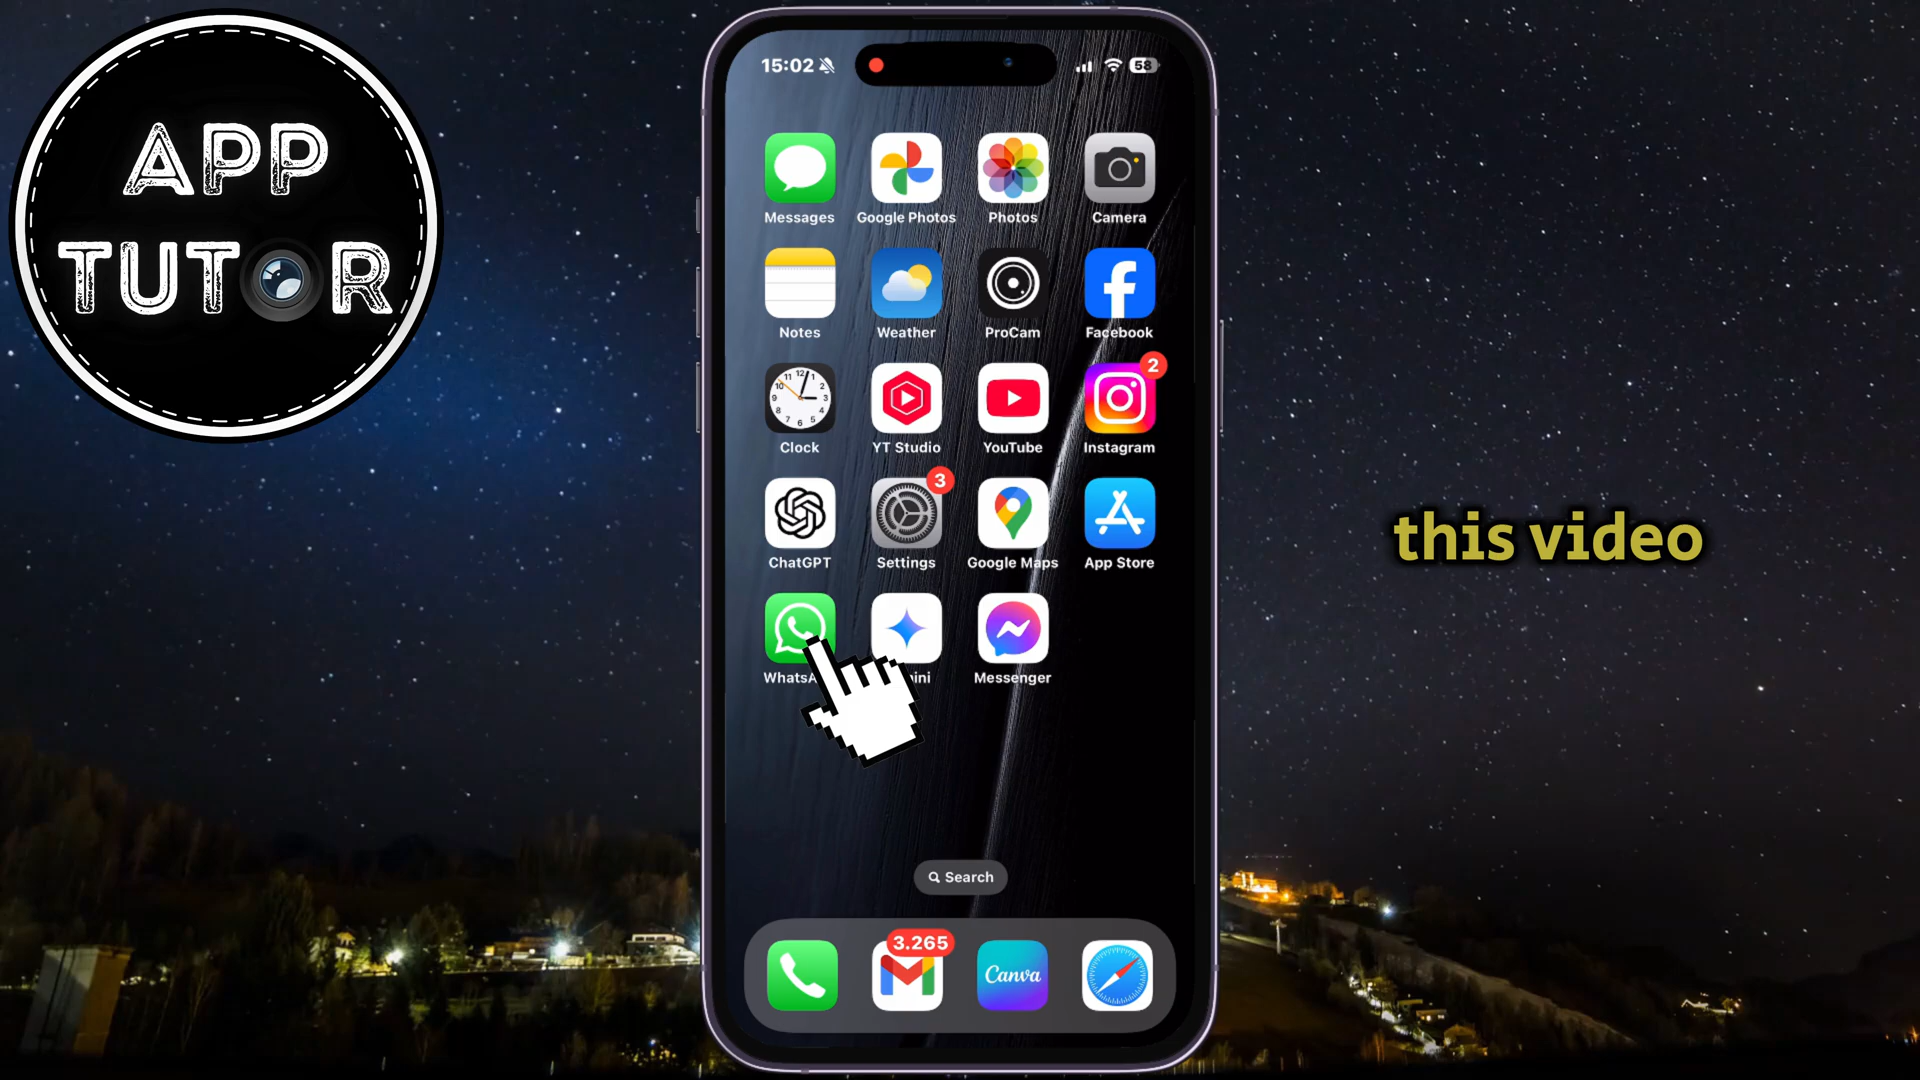 APP
TUTOR
15:02
58
Messages
Google Photos
Photos
Camera
Notes
Weather
ProCam
Facebook
2
Clock
YT Studio
YouTube
Instagram
3
ChatGPT
Settings
Google Maps
App Store
Messenger
Search
3.265
Canva
this video